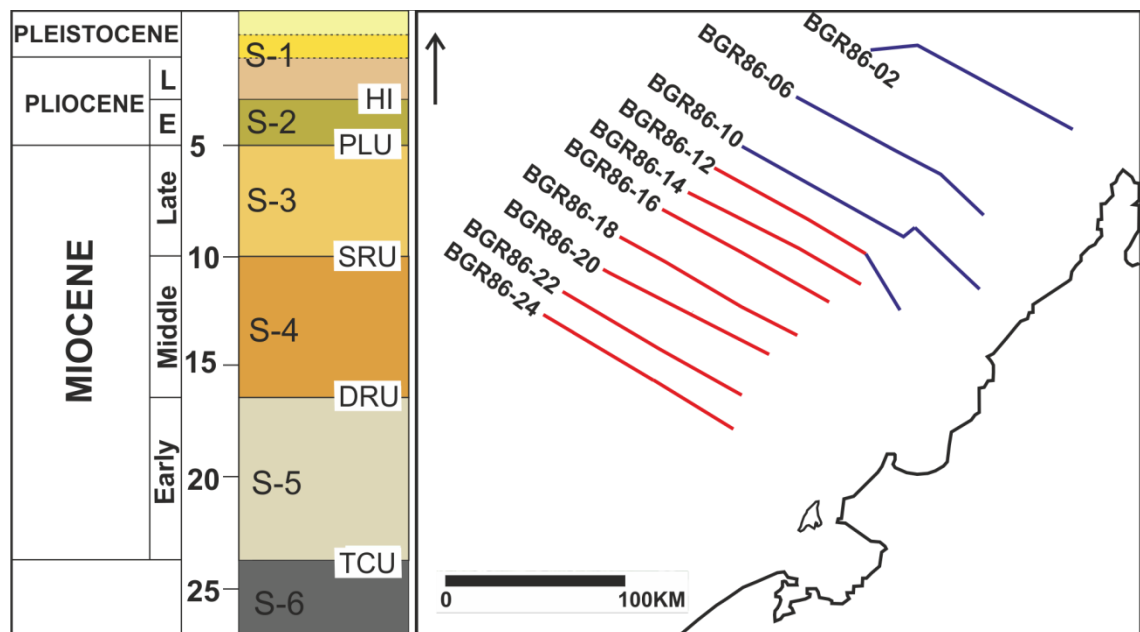 PLEISTOCENE
PLIOCENE
L
E
MIOCENE
Late
Middle
Early
5
10
15
20
25
S-1
HI
S-2
PLU
S-3
SRU
S-4
DRU
S-5
TCU
S-6
BGR86-02
BGR86-06
BGR86-10
BGR86-12
BGR86-14
BGR86-16
BGR86-18
BGR86-20
BGR86-22
BGR86-24
0 100KM